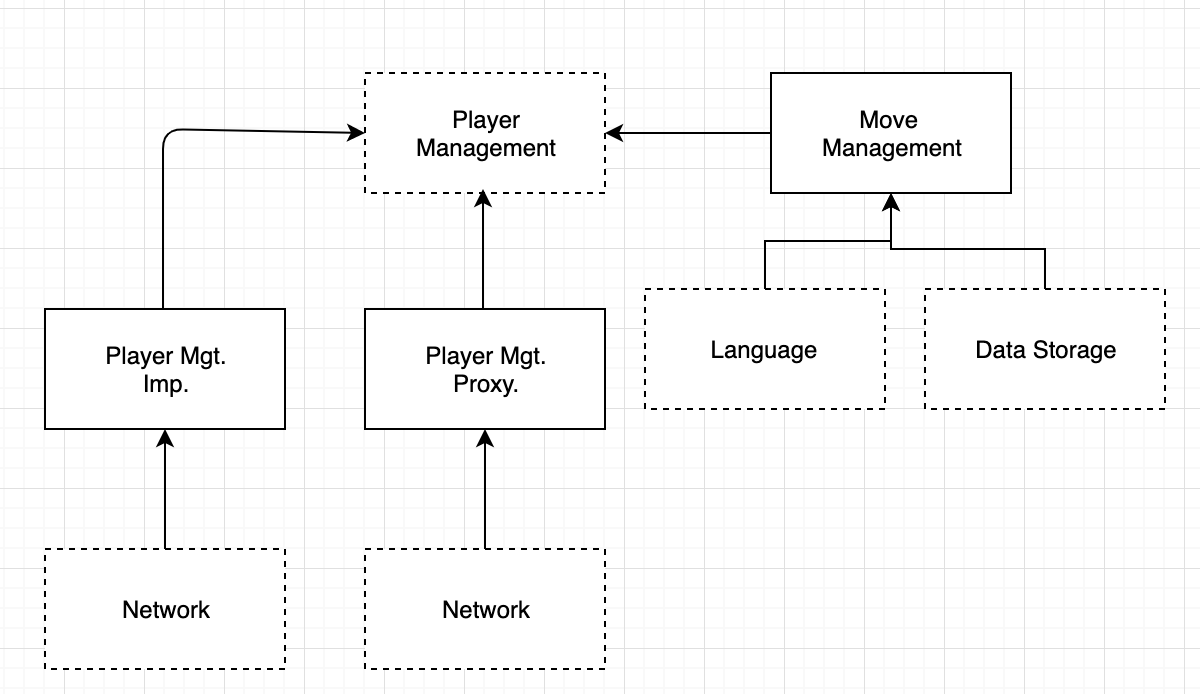 Player
Management
Move
Management
Player Mgt.
Imp.
Player Mgt.
Proxy.
Language
Data Storage
Network
Network